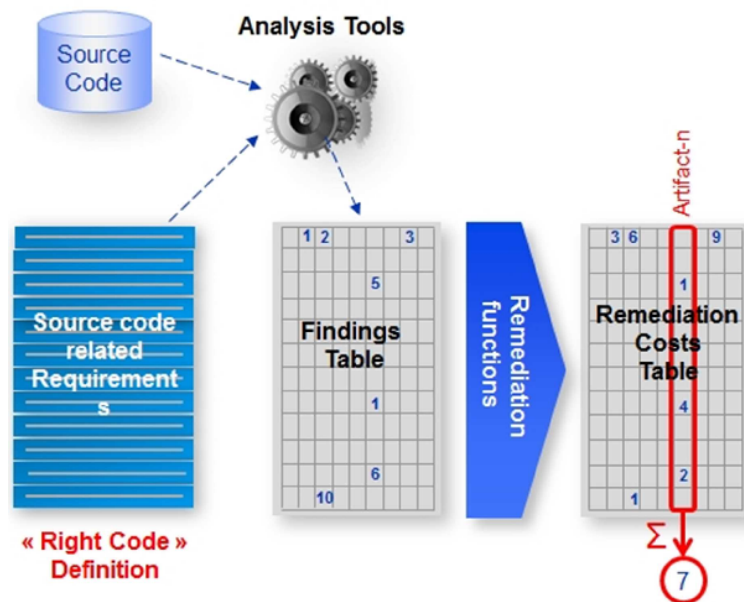 Analysis Tools
Source
Code
Artifact-n
1 2 3
5
1
6
10
Findings
Table
Source code
related
Requirement
s
Remediation
functions
3 6 9
1
4
2
1
Remediation
Costs
Table
« Right Code »
Definition
Σ
7